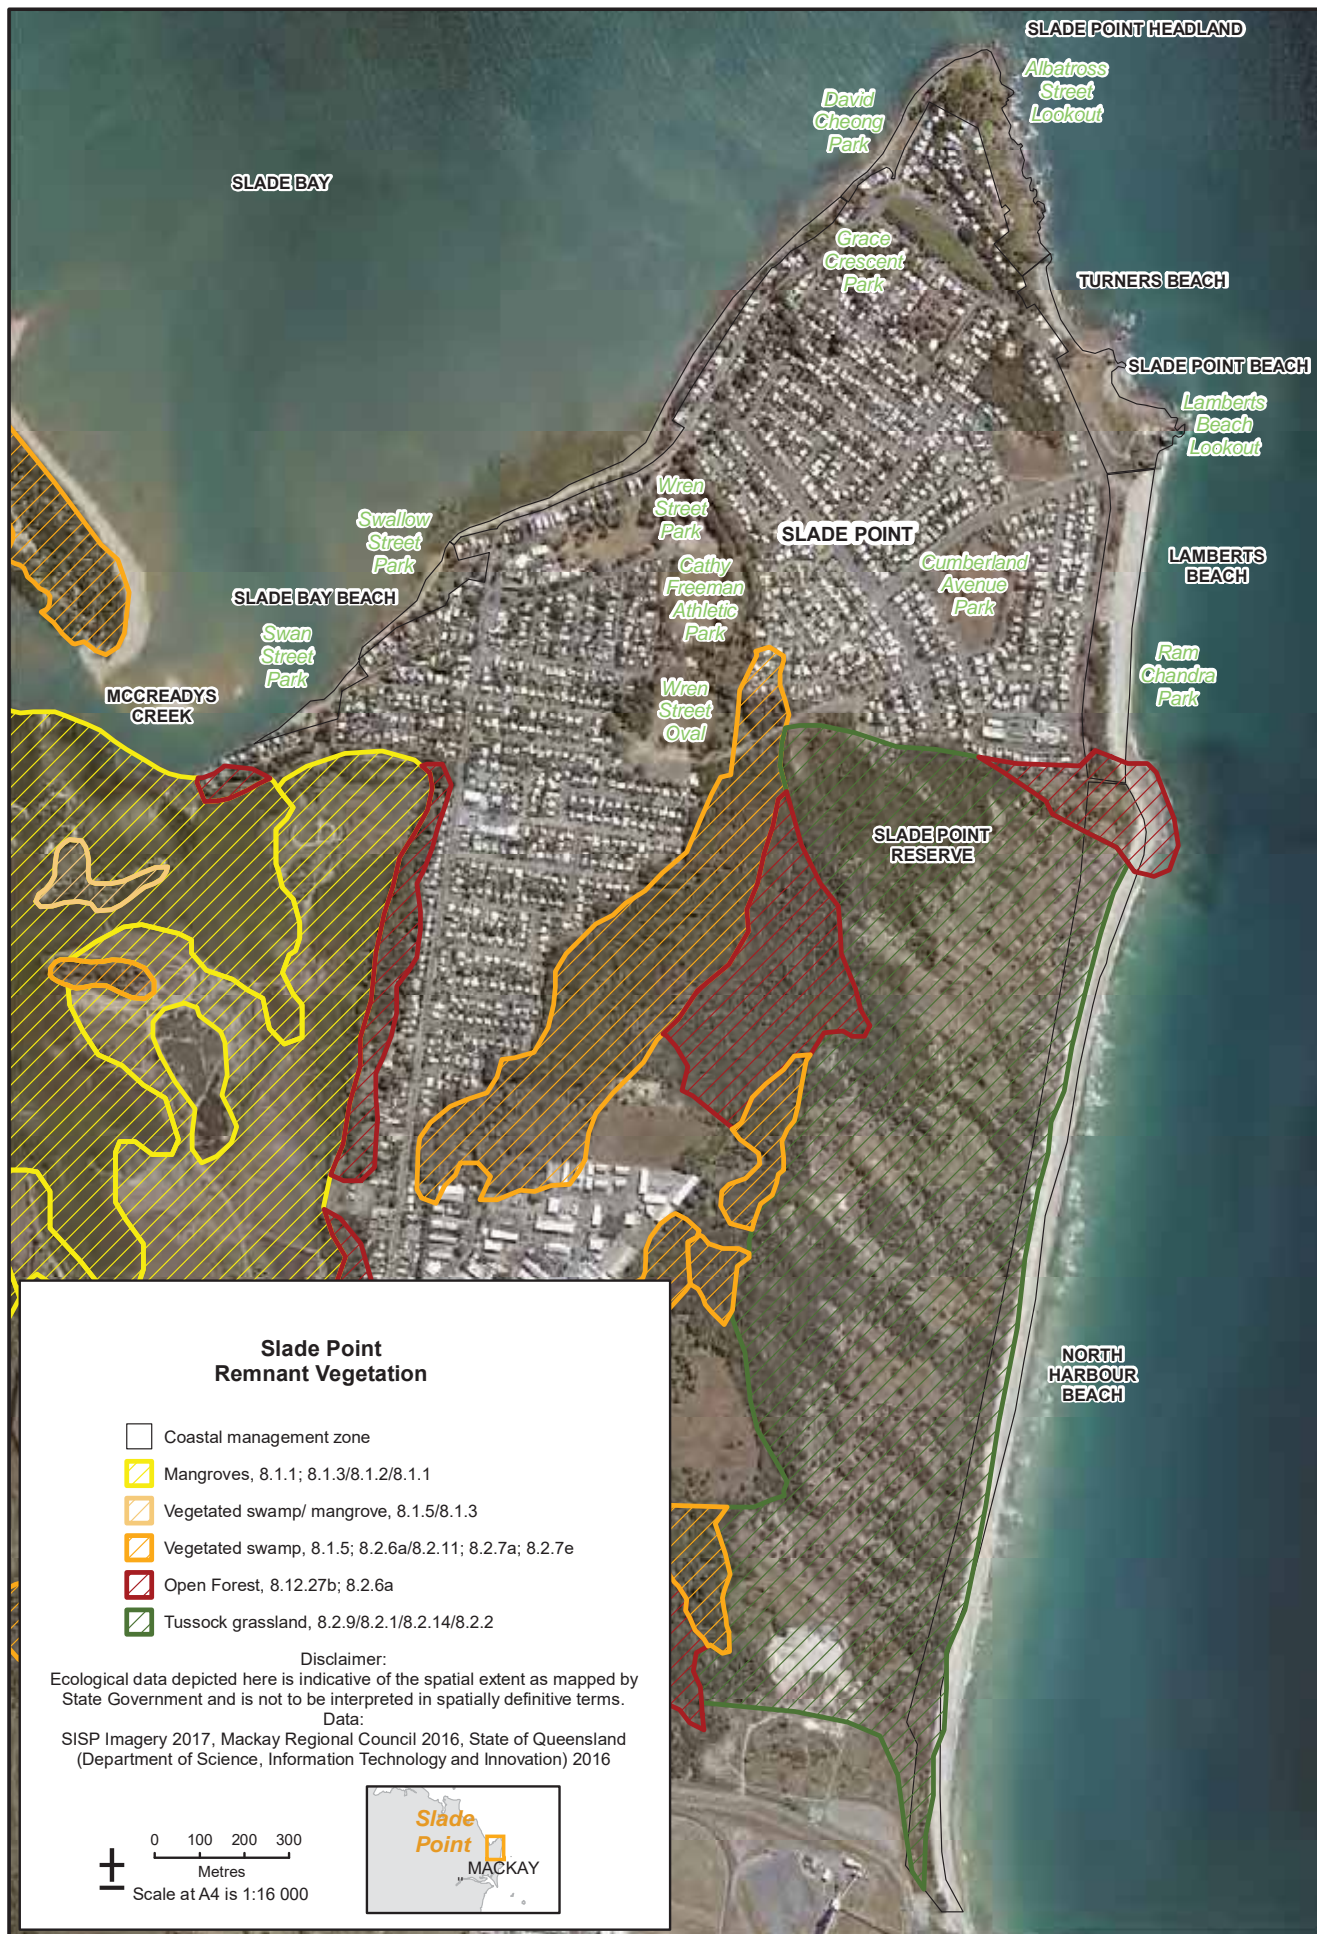 SLADE POINT HEADLAND
Albatross
Street
Lookout
David
Cheong
Park
SLADE BAY
Grace
Crescent
Park
TURNERS BEACH
SLADE POINT BEACH
Lamberts
Beach
Lookout
Wren
Street
Park
Swallow
Street
Park
SLADE POINT
LAMBERTS
BEACH
Cathy
Freeman
Athletic
Park
Cumberland
Avenue
Park
SLADE BAY BEACH
Swan
Street
Park
Ram
Chandra
Park
MCCREADYS
CREEK
Wren
Street
Oval
SLADE POINT
RESERVE
NORTH
HARBOUR
BEACH
Slade Point
Remnant Vegetation
Coastal management zone
Mangroves, 8.1.1; 8.1.3/8.1.2/8.1.1
Vegetated swamp/ mangrove, 8.1.5/8.1.3
Vegetated swamp, 8.1.5; 8.2.6a/8.2.11; 8.2.7a; 8.2.7e
Open Forest, 8.12.27b; 8.2.6a
Tussock grassland, 8.2.9/8.2.1/8.2.14/8.2.2
Disclaimer:
Ecological data depicted here is indicative of the spatial extent as mapped by
State Government and is not to be interpreted in spatially definitive terms.
Data:
SISP Imagery 2017, Mackay Regional Council 2016, State of Queensland
(Department of Science, Information Technology and Innovation) 2016
0 100 200 300
Metres
Scale at A4 is 1:16 000
Slade
Point
MACKAY